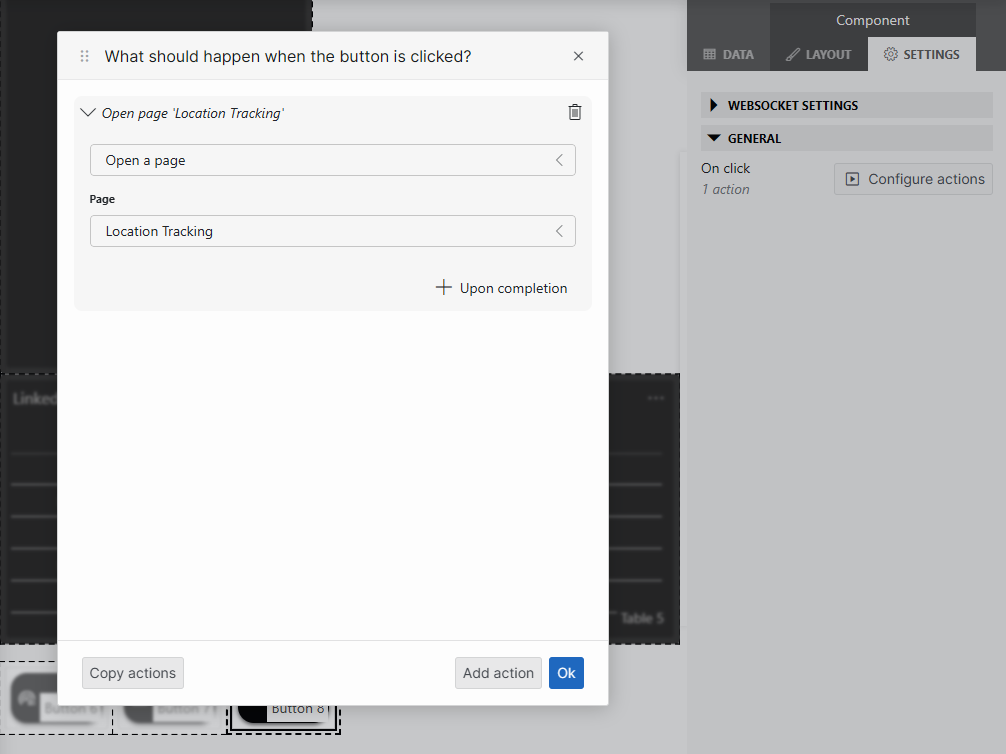 What should happen when the button is clicked?
Open page 'Location Tracking'
Open a page
Page
Location Tracking
Upon completion
Copy actions
Add action
Ok
Component
DATA
LAYOUT
SETTINGS
WEBSOCKET SETTINGS
GENERAL
On click
1 action
Configure actions
Linked
Table 5
Button 6
Button 7
Button 8